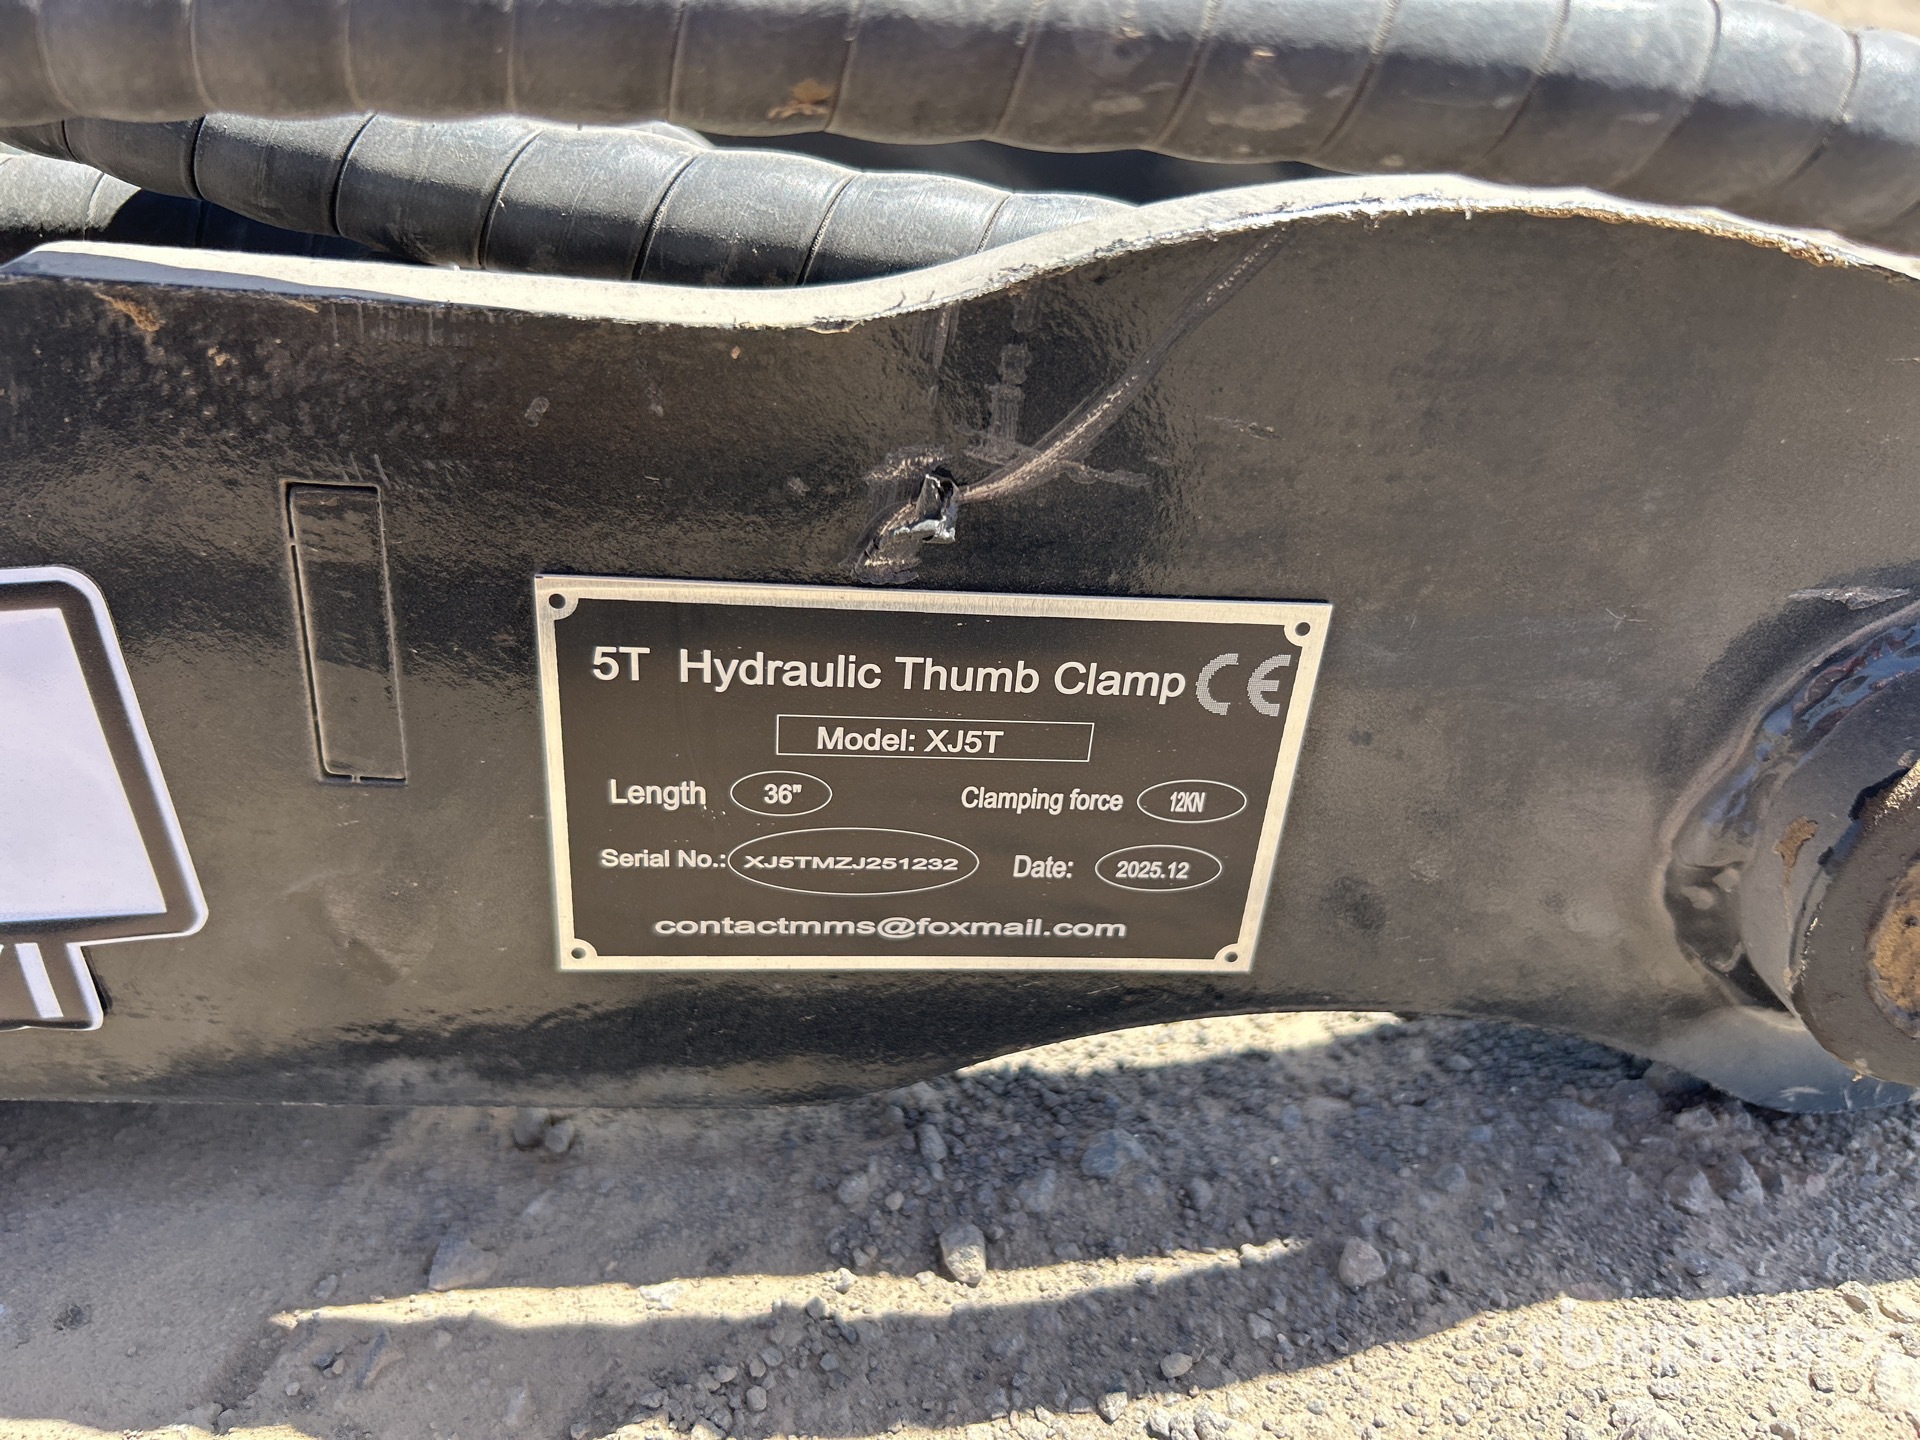 5T Hydraulic Thumb Clamp CE
Model: XJ5T
Length 36" Clamping force 12KN
Serial No.: XJ5TMZJ251232 Date: 2025.12
contactmms@foxmail.com